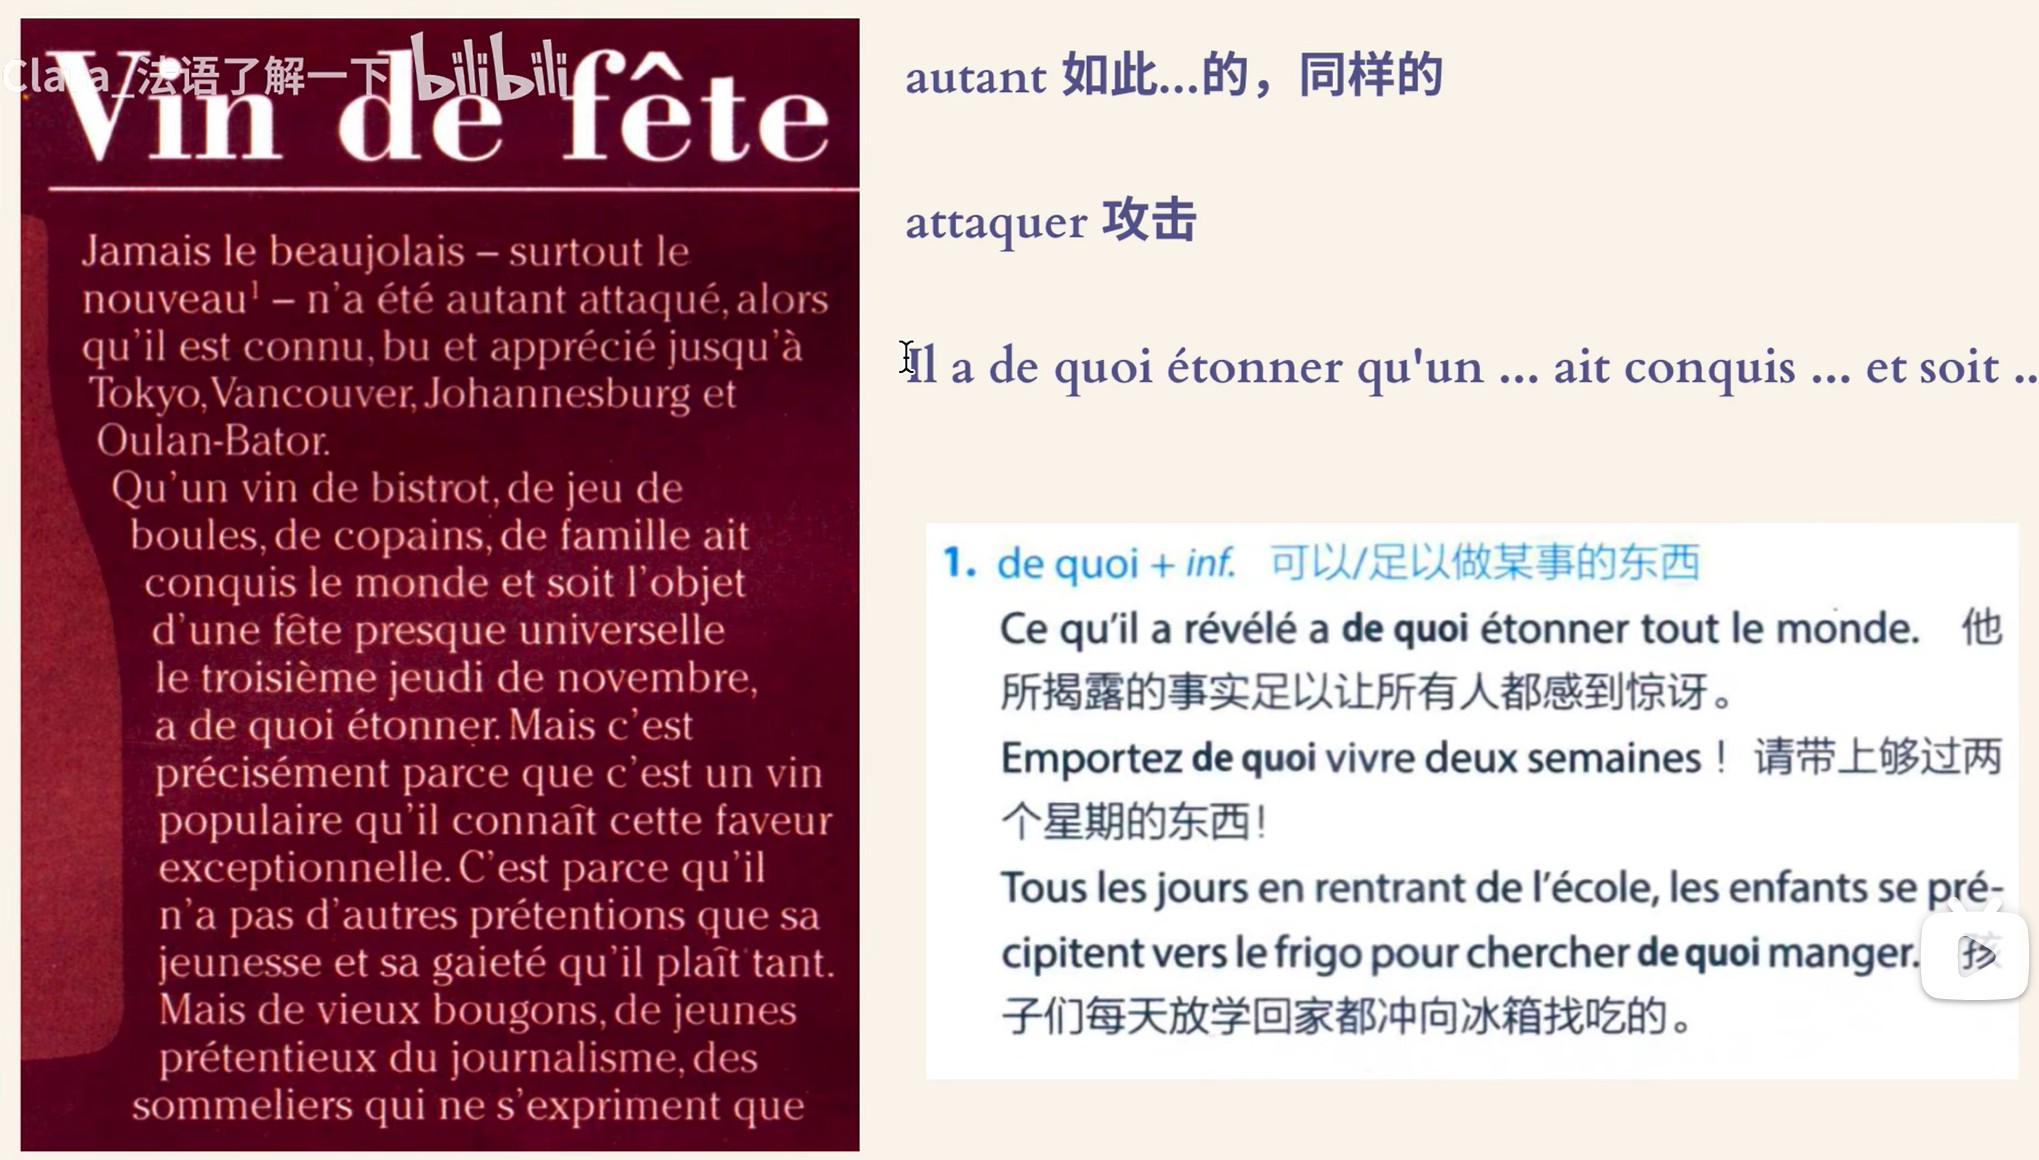 Clara_法语了解一下 bilibili
Vin de fête
Jamais le beaujolais – surtout le
nouveau¹ – n'a été autant attaqué, alors
qu'il est connu, bu et apprécié jusqu'à
Tokyo, Vancouver, Johannesburg et
Oulan-Bator.
Qu'un vin de bistrot, de jeu de
boules, de copains, de famille ait
conquis le monde et soit l'objet
d'une fête presque universelle
le troisième jeudi de novembre,
a de quoi étonner. Mais c'est
précisément parce que c'est un vin
populaire qu'il connaît cette faveur
exceptionnelle. C'est parce qu'il
n'a pas d'autres prétentions que sa
jeunesse et sa gaieté qu'il plaît tant.
Mais de vieux bougons, de jeunes
prétentieux du journalisme, des
sommeliers qui ne s'expriment que
autant 如此...的，同样的
attaquer 攻击
Il a de quoi étonner qu'un ... ait conquis ... et soit ..
1. de quoi + inf. 可以/足以做某事的东西
Ce qu'il a révélé a de quoi étonner tout le monde. 他
所揭露的事实足以让所有人都感到惊讶。
Emportez de quoi vivre deux semaines ! 请带上够过两
个星期的东西！
Tous les jours en rentrant de l'école, les enfants se pré-
cipitent vers le frigo pour chercher de quoi manger. 孩
子们每天放学回家都冲向冰箱找吃的。